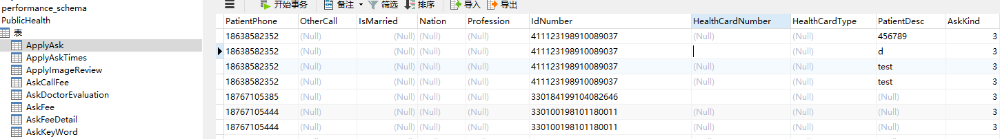 performance_schema
PublicHealth
表
ApplyAsk
ApplyAskTimes
ApplyImageReview
AskCallFee
AskDoctorEvaluation
AskFee
AskFeeDetail
AskKeyWord
开始事务 备注 筛选 排序 导入 导出
PatientPhone OtherCall IsMarried Nation Profession IdNumber HealthCardNumber HealthCardType PatientDesc AskKind
18638582352 (Null) (Null) (Null) (Null) 411123198910089037 (Null) (Null) 456789 3
18638582352 (Null) (Null) (Null) (Null) 411123198910089037 (Null) d 3
18638582352 (Null) (Null) (Null) (Null) 411123198910089037 (Null) (Null) test 3
18638582352 (Null) (Null) (Null) (Null) 411123198910089037 (Null) (Null) test 3
18767105385 (Null) (Null) (Null) (Null) 330184199104082646 (Null) (Null) 3
18767105444 (Null) (Null) (Null) (Null) 330100198101180011 (Null) (Null) (Null) 3
18767105444 (Null) (Null) (Null) (Null) 330100198101180011 (Null) (Null) (Null) 3